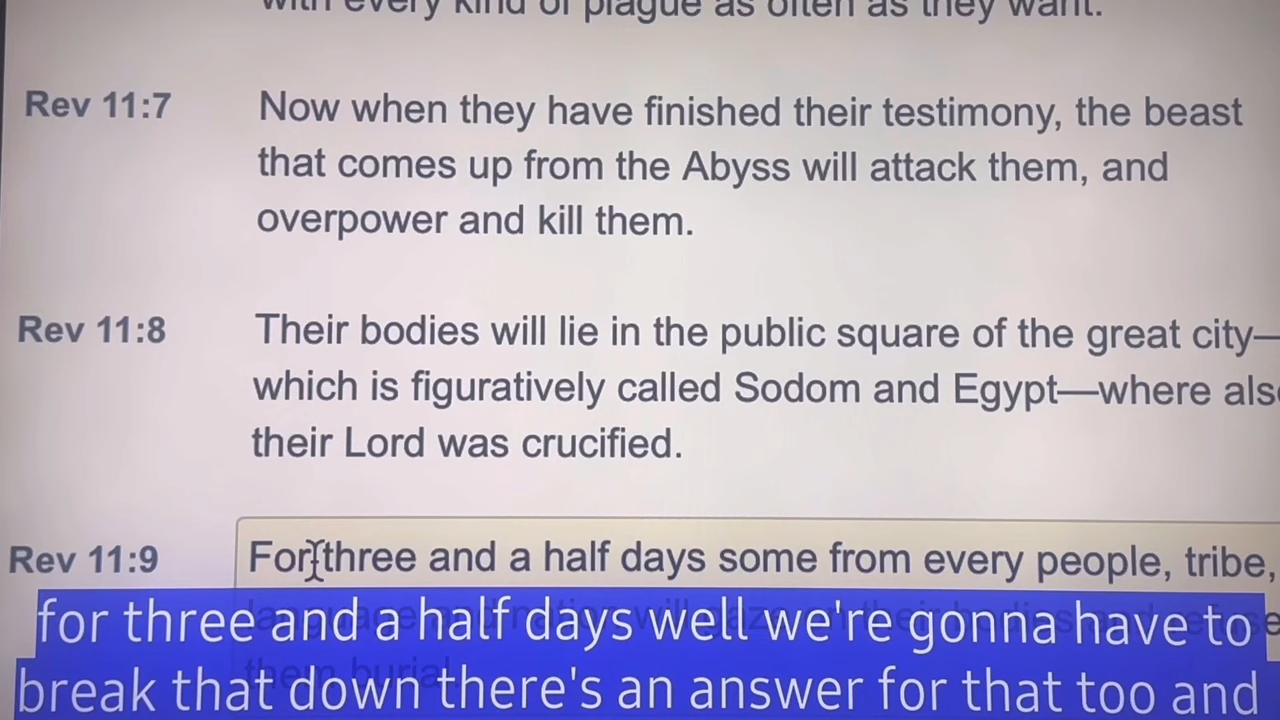 with every kind of plague as often as they want.
Rev 11:7 Now when they have finished their testimony, the beast
that comes up from the Abyss will attack them, and
overpower and kill them.
Rev 11:8 Their bodies will lie in the public square of the great city—
which is figuratively called Sodom and Egypt—where also
their Lord was crucified.
Rev 11:9 For three and a half days some from every people, tribe,
for three and a half days well we're gonna have to
break that down there's an answer for that too and